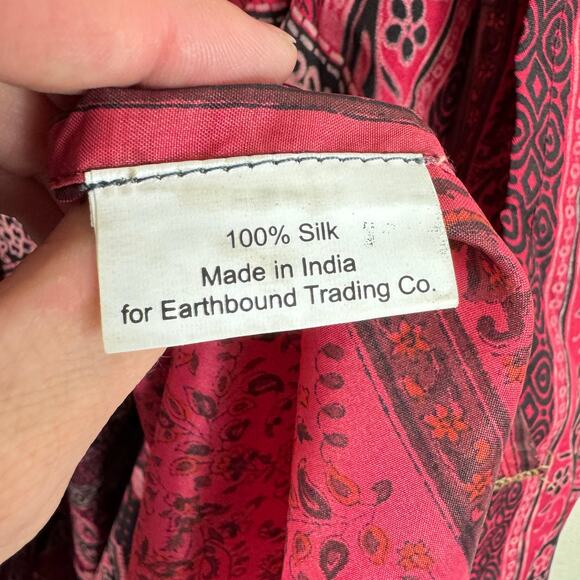 100% Silk
Made in India
for Earthbound Trading Co.